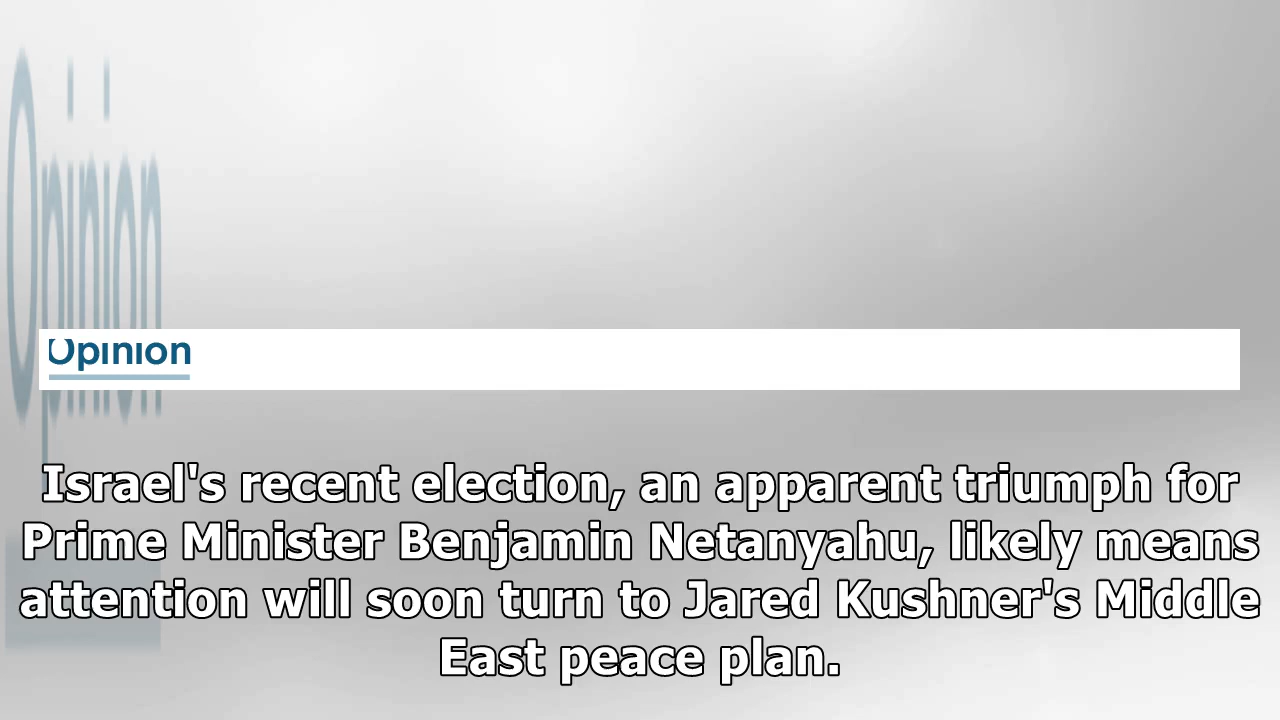 Opinion
Opinion
Israel's recent election, an apparent triumph for
Prime Minister Benjamin Netanyahu, likely means
attention will soon turn to Jared Kushner's Middle
East peace plan.